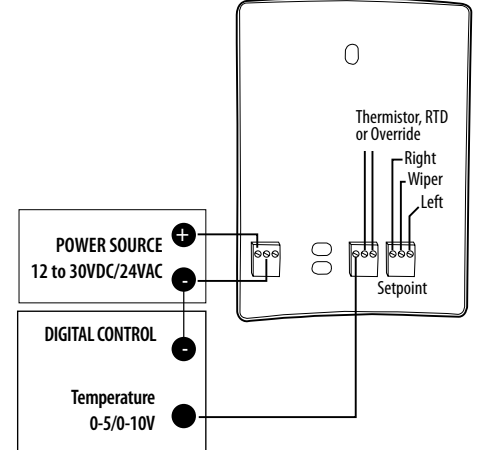 Thermistor, RTD
or Override
Right
Wiper
Left
+
POWER SOURCE
12 to 30VDC/24VAC
-
Setpoint
DIGITAL CONTROL
-
Temperature
0-5/0-10V